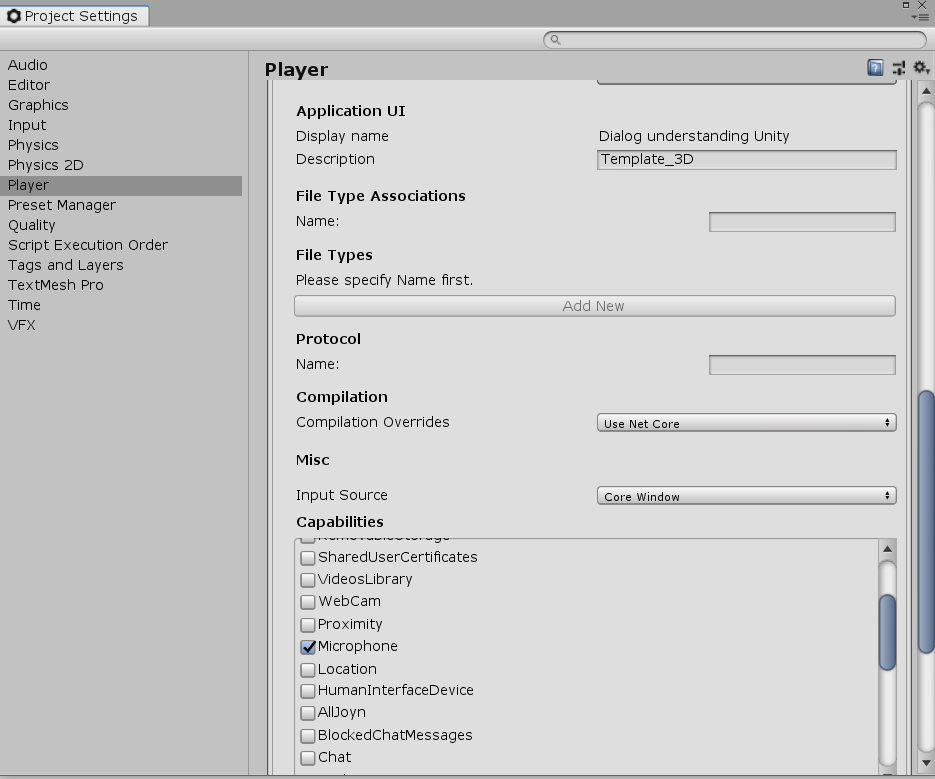 Project Settings
Audio
Editor
Graphics
Input
Physics
Physics 2D
Player
Preset Manager
Quality
Script Execution Order
Tags and Layers
TextMesh Pro
Time
VFX
Player
Application UI
Display name Dialog understanding Unity
Description Template_3D
File Type Associations
Name:
File Types
Please specify Name first.
Add New
Protocol
Name:
Compilation
Compilation Overrides Use Net Core
Misc
Input Source Core Window
Capabilities
RemovableStorage
SharedUserCertificates
VideosLibrary
WebCam
Proximity
Microphone
Location
HumanInterfaceDevice
AllJoyn
BlockedChatMessages
Chat